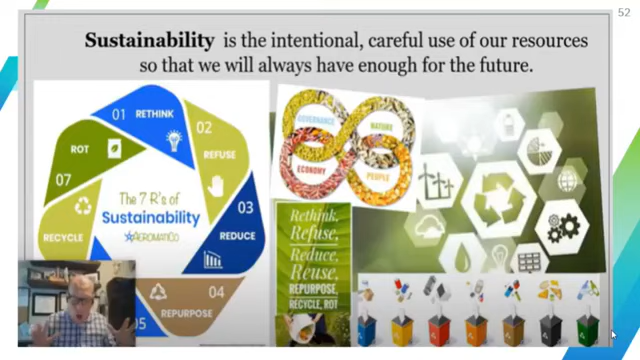 52
Sustainability is the intentional, careful use of our resources
so that we will always have enough for the future.
01 RETHINK
02
REFUSE
03
REDUCE
04
REPURPOSE
05
RECYCLE
07
ROT
The 7 R's of
Sustainability
AEROMATICO
GOVERNANCE
NATURE
ECONOMY
PEOPLE
Rethink,
Refuse,
Reduce,
Reuse,
REPURPOSE,
RECYCLE, ROT